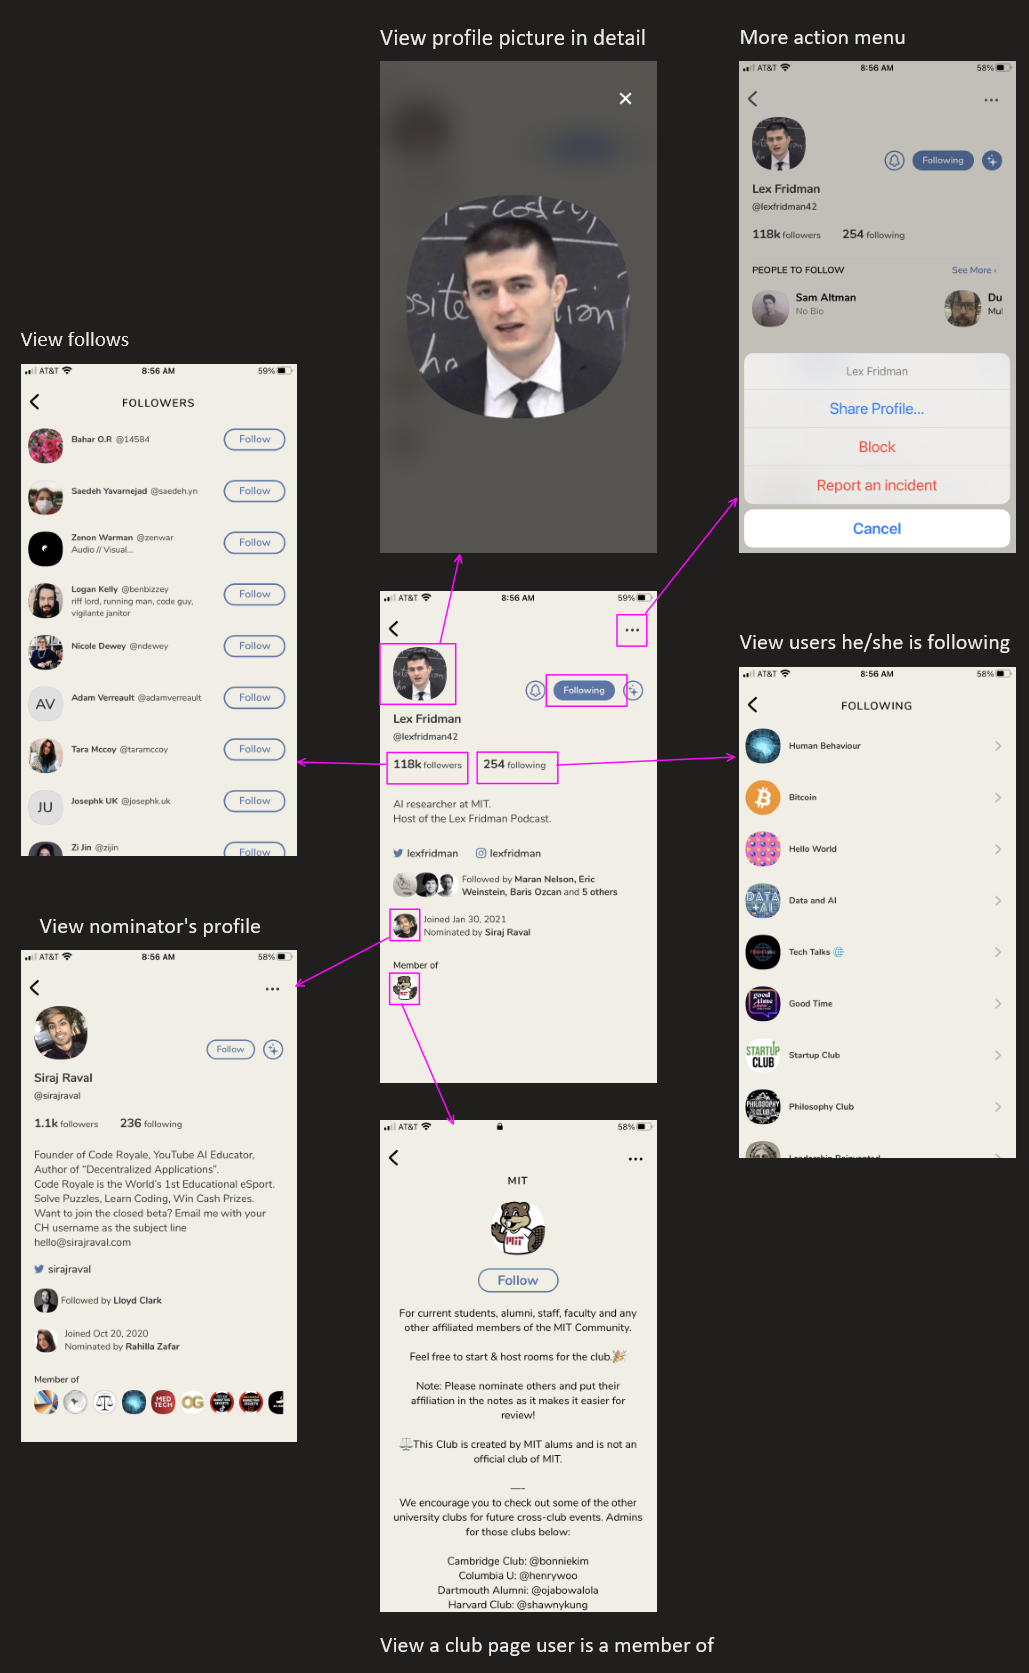 View profile picture in detail
More action menu
View follows
AT&T 8:56 AM 59%
FOLLOWERS
Bahar O.R @14584
Follow
Saedeh Yavarnejad @saedeh.yn
Follow
Zenon Warman @zenwar
Audio // Visual...
Follow
Logan Kelly @benbizzey
riff lord, running man, code guy,
vigilante janitor
Follow
Nicole Dewey @ndewey
Follow
AV
Adam Verreault @adamverreault
Follow
Tara Mccoy @taramccoy
Follow
JU
Josephk UK @josephk.uk
Follow
Zi Jin @zijin
Follow
AT&T 8:56 AM 58%
Following
Lex Fridman
@lexfridman42
118k followers 254 following
PEOPLE TO FOLLOW See More ›
Sam Altman
No Bio
Du
Mul
Lex Fridman
Share Profile...
Block
Report an incident
Cancel
AT&T 8:56 AM 59%
Following
Lex Fridman
@lexfridman42
118k followers 254 following
AI researcher at MIT.
Host of the Lex Fridman Podcast.
lexfridman lexfridman
Followed by Maran Nelson, Eric
Weinstein, Baris Ozcan and 5 others
Joined Jan 30, 2021
Nominated by Siraj Raval
Member of
View users he/she is following
AT&T 8:56 AM 58%
FOLLOWING
Human Behaviour
Bitcoin
Hello World
DATA
+AI
Data and AI
Tech Talks 🌐
good
time
Good Time
STARTUP
CLUB
Startup Club
PHILOSOPHY
CLUB
Philosophy Club
Leadership Reinvented
View nominator's profile
AT&T 8:56 AM 58%
Follow
Siraj Raval
@sirajraval
1.1k followers 236 following
Founder of Code Royale, YouTube AI Educator,
Author of “Decentralized Applications”.
Code Royale is the World’s 1st Educational eSport.
Solve Puzzles, Learn Coding, Win Cash Prizes.
Want to join the closed beta? Email me with your
CH username as the subject line
hello@sirajraval.com
sirajraval
Followed by Lloyd Clark
Joined Oct 20, 2020
Nominated by Rahilla Zafar
Member of
MED
TECH
OG
AT&T 58%
MIT
MIT
Follow
For current students, alumni, staff, faculty and any
other affiliated members of the MIT Community.
Feel free to start & host rooms for the club.🎉
Note: Please nominate others and put their
affiliation in the notes as it makes it easier for
review!
⚖️This Club is created by MIT alums and is not an
official club of MIT.
—-
We encourage you to check out some of the other
university clubs for future cross-club events. Admins
for those clubs below:
Cambridge Club: @bonniekim
Columbia U: @henrywoo
Dartmouth Alumni: @ojabowalola
Harvard Club: @shawnykung
View a club page user is a member of